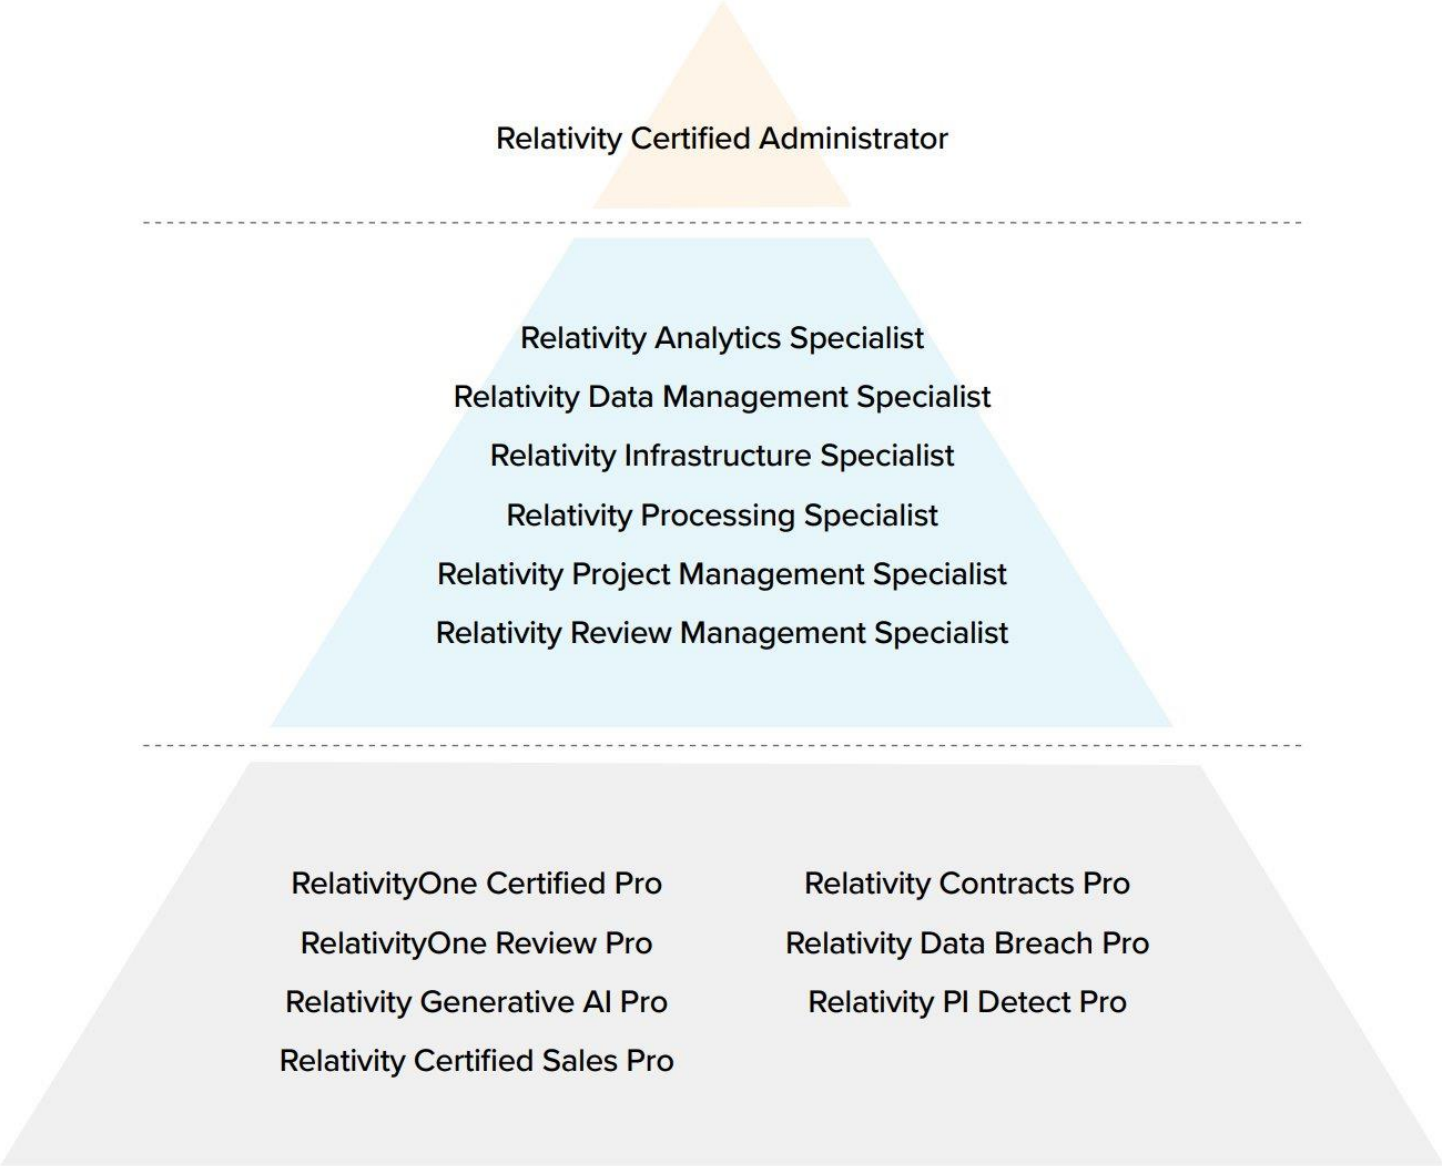 Relativity Certified Administrator
Relativity Analytics Specialist
Relativity Data Management Specialist
Relativity Infrastructure Specialist
Relativity Processing Specialist
Relativity Project Management Specialist
Relativity Review Management Specialist
RelativityOne Certified Pro
RelativityOne Review Pro
Relativity Generative AI Pro
Relativity Certified Sales Pro
Relativity Contracts Pro
Relativity Data Breach Pro
Relativity PI Detect Pro